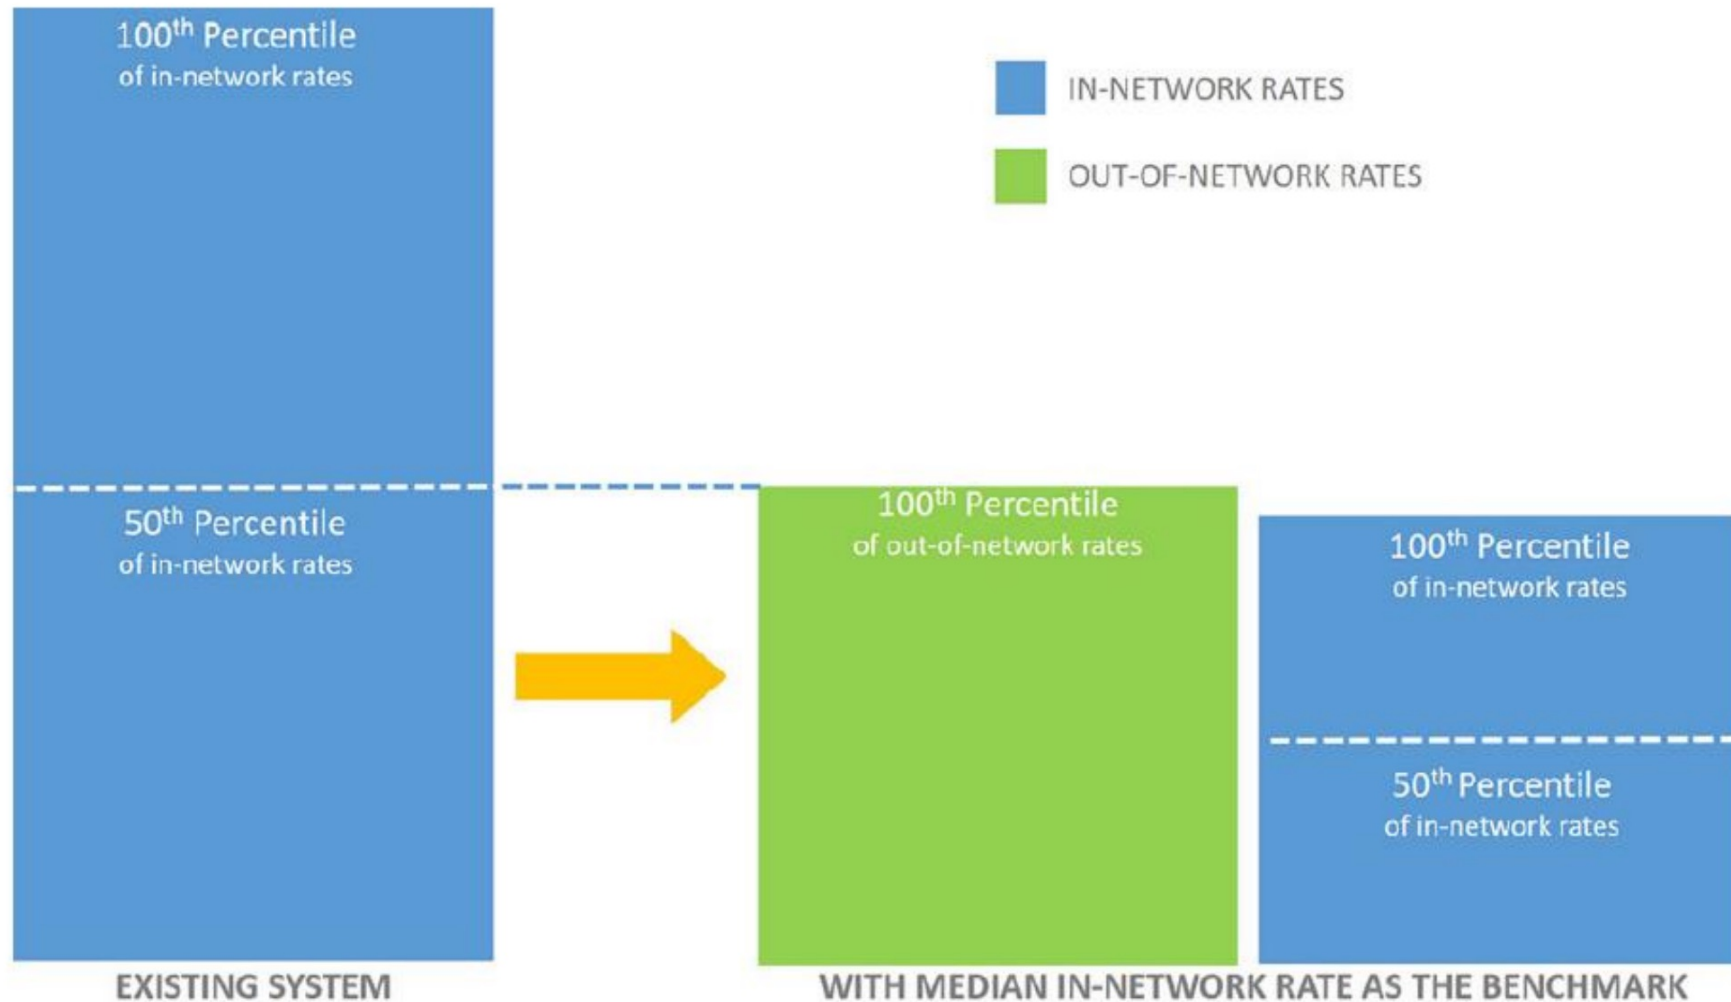 100th Percentile
of in-network rates
IN-NETWORK RATES
OUT-OF-NETWORK RATES
50th Percentile
of in-network rates
100th Percentile
of out-of-network rates
100th Percentile
of in-network rates
50th Percentile
of in-network rates
EXISTING SYSTEM
WITH MEDIAN IN-NETWORK RATE AS THE BENCHMARK